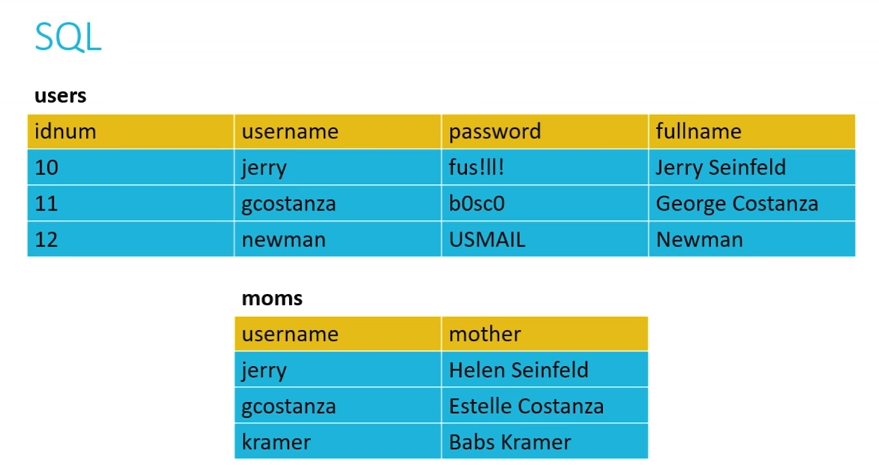 SQL
users
idnum username password fullname
10 jerry fus!ll! Jerry Seinfeld
11 gcostanza b0sc0 George Costanza
12 newman USMAIL Newman
moms
username mother
jerry Helen Seinfeld
gcostanza Estelle Costanza
kramer Babs Kramer